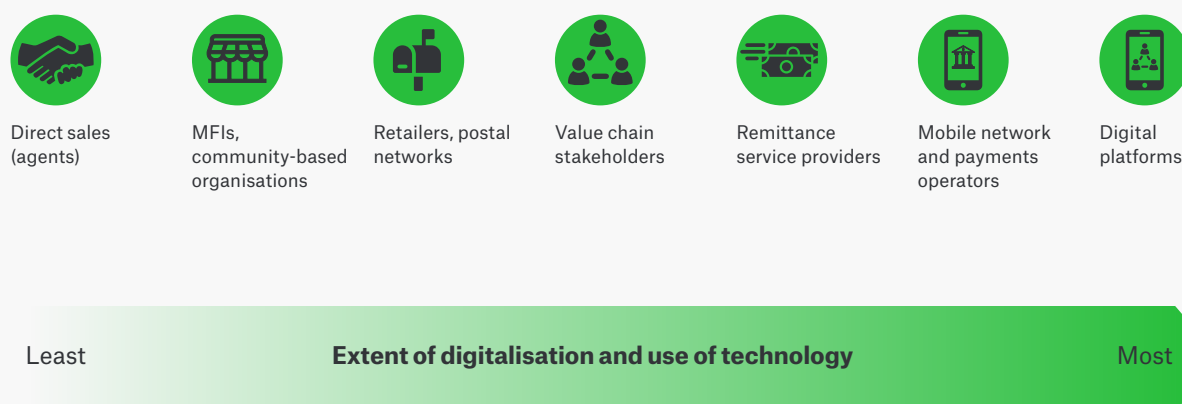 Direct sales
(agents)
MFIs,
community-based
organisations
Retailers, postal
networks
Value chain
stakeholders
Remittance
service providers
Mobile network
and payments
operators
Digital
platforms
Least
Extent of digitalisation and use of technology
Most